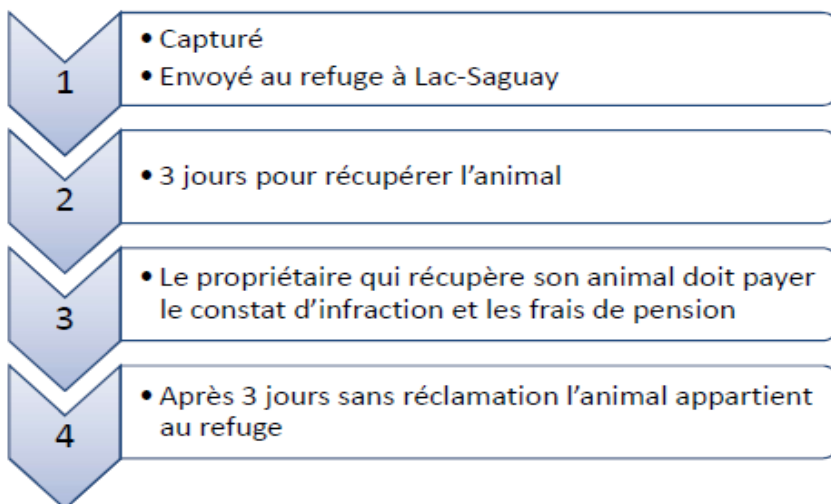 1
• Capturé
• Envoyé au refuge à Lac-Saguay
2
• 3 jours pour récupérer l'animal
3
• Le propriétaire qui récupère son animal doit payer
le constat d'infraction et les frais de pension
4
• Après 3 jours sans réclamation l'animal appartient
au refuge